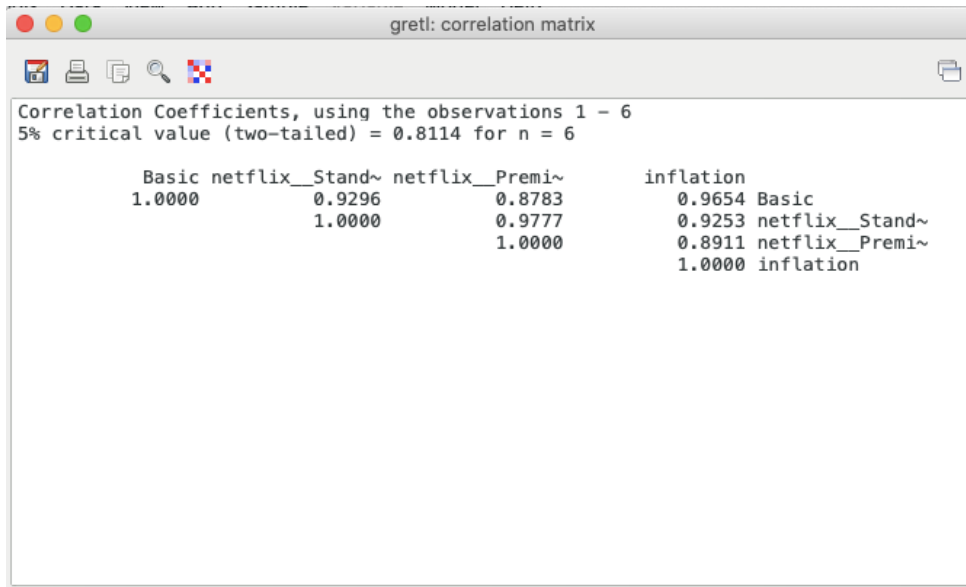 gretl: correlation matrix
Correlation Coefficients, using the observations 1 - 6
5% critical value (two-tailed) = 0.8114 for n = 6
Basic netflix__Stand~ netflix__Premi~ inflation
1.0000 0.9296 0.8783 0.9654 Basic
1.0000 0.9777 0.9253 netflix__Stand~
1.0000 0.8911 netflix__Premi~
1.0000 inflation